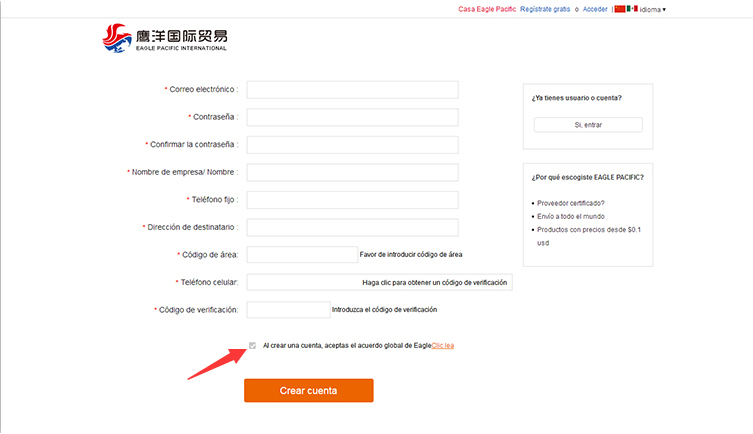 Casa Eagle Pacific Regístrate gratis o Acceder | idioma ▾
鹰洋国际贸易
EAGLE PACIFIC INTERNATIONAL
* Correo electrónico :
* Contraseña :
* Confirmar la contraseña :
* Nombre de empresa/ Nombre :
* Teléfono fijo :
* Dirección de destinatario :
* Código de área: Favor de introducir código de área
* Teléfono celular: Haga clic para obtener un código de verificación
* Código de verificación: Introduzca el código de verificación
Al crear una cuenta, aceptas el acuerdo global de EagleClic lea
Crear cuenta
¿Ya tienes usuario o cuenta?
Si, entrar
¿Por qué escogiste EAGLE PACIFIC?
• Proveedor certificado?
• Envío a todo el mundo
• Productos con precios desde $0.1
usd